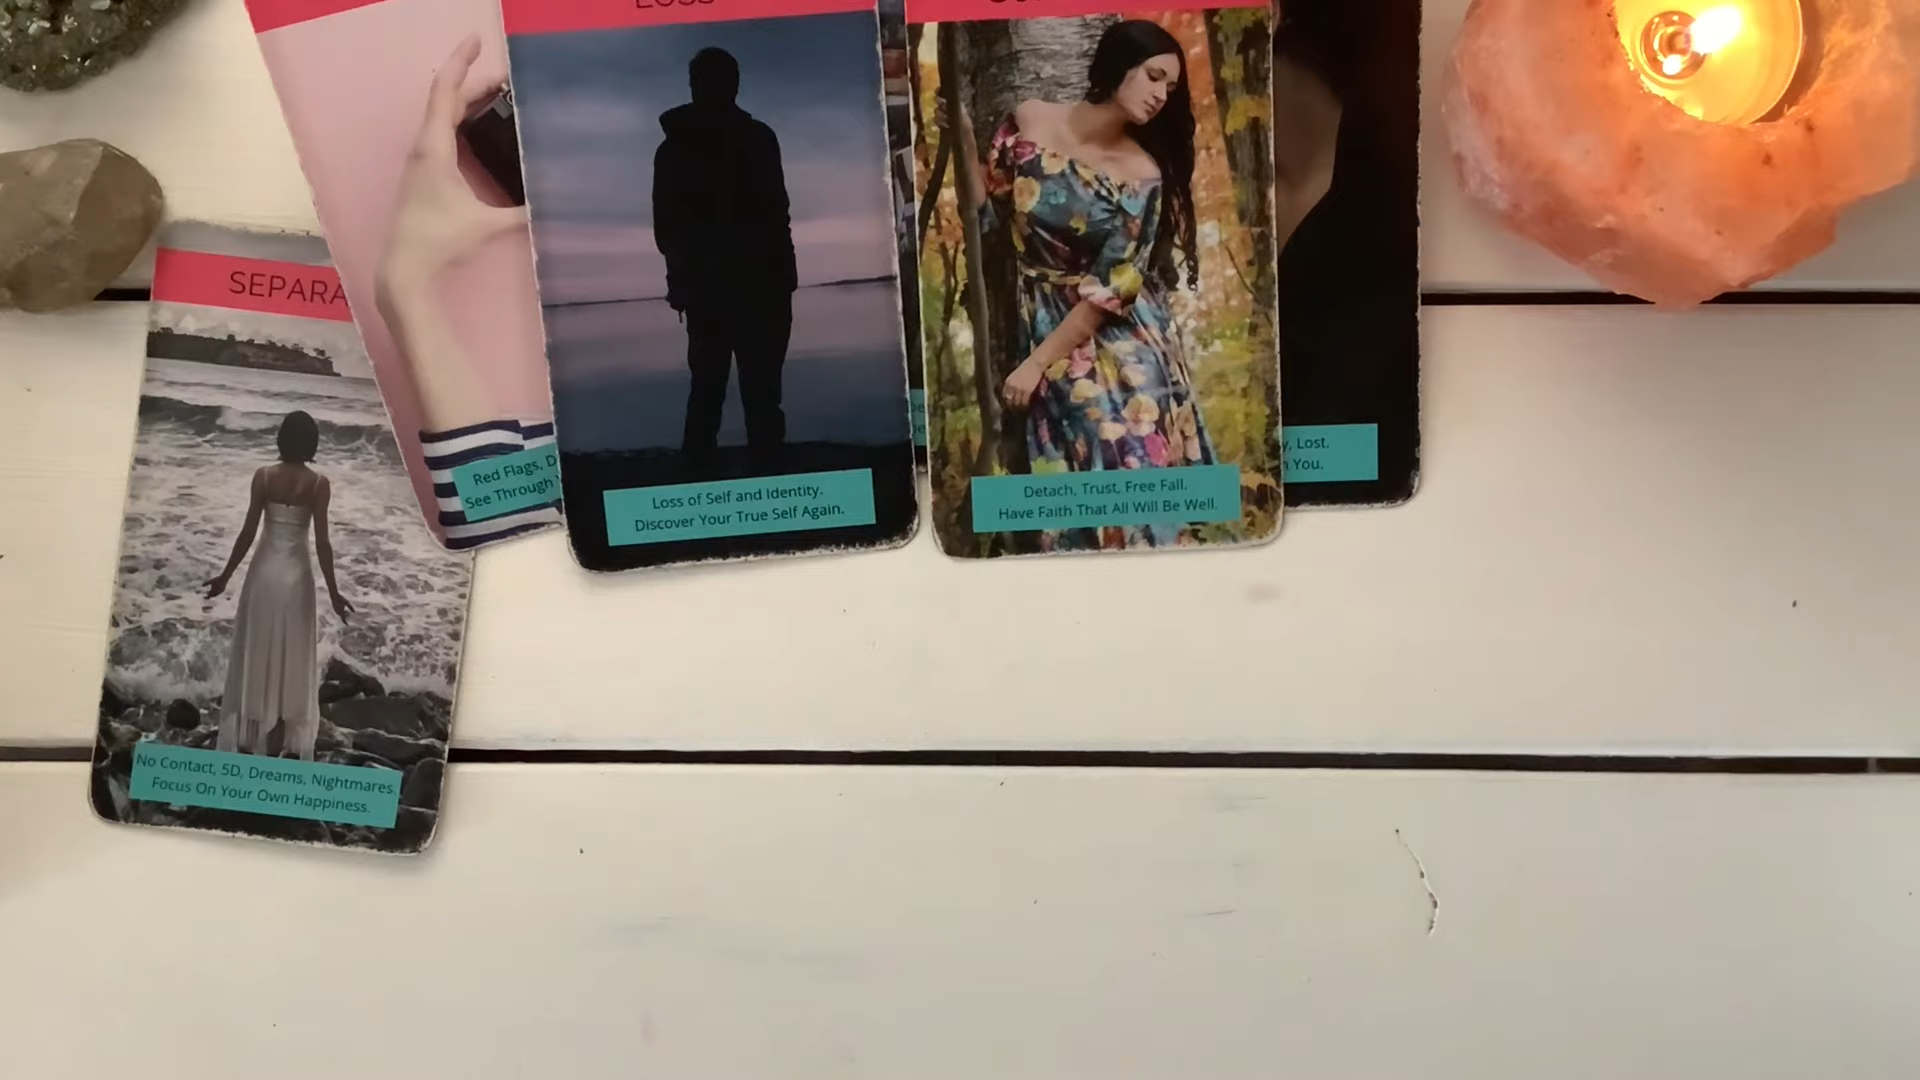 LOSS
SEPARA
Red Flags, D
See Through
Loss of Self and Identity.
Discover Your True Self Again.
Detach, Trust, Free Fall.
Have Faith That All Will Be Well.
y, Lost.
You.
No Contact, 5D, Dreams, Nightmares.
Focus On Your Own Happiness.